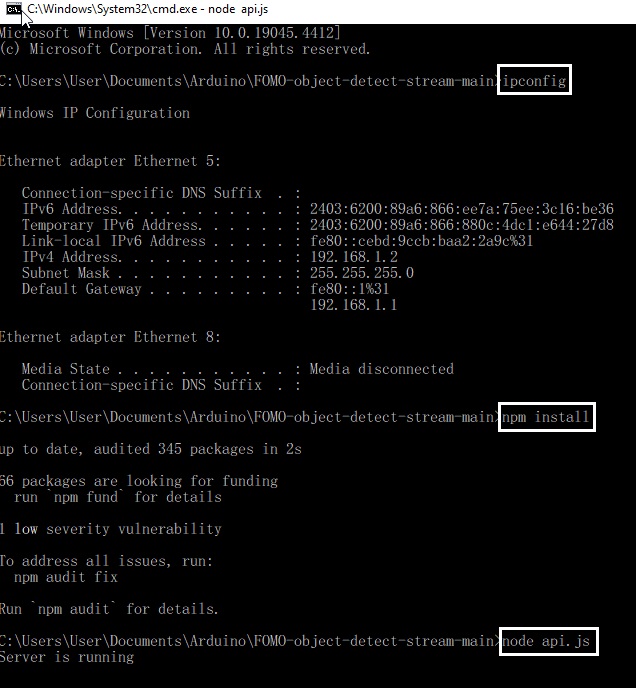 C:\Windows\System32\cmd.exe - node api.js
Microsoft Windows [Version 10.0.19045.4412]
(c) Microsoft Corporation. All rights reserved.
C:\Users\User\Documents\Arduino\FOMO-object-detect-stream-main>ipconfig
Windows IP Configuration
Ethernet adapter Ethernet 5:
Connection-specific DNS Suffix . :
IPv6 Address. . . . . . . . . . . : 2403:6200:89a6:866:ee7a:75ee:3c16:be36
Temporary IPv6 Address. . . . . . : 2403:6200:89a6:866:880c:4dc1:e644:27d8
Link-local IPv6 Address . . . . . : fe80::cebd:9ccb:baa2:2a9c%31
IPv4 Address. . . . . . . . . . . : 192.168.1.2
Subnet Mask . . . . . . . . . . . : 255.255.255.0
Default Gateway . . . . . . . . . : fe80::1%31
192.168.1.1
Ethernet adapter Ethernet 8:
Media State . . . . . . . . . . . : Media disconnected
Connection-specific DNS Suffix . :
C:\Users\User\Documents\Arduino\FOMO-object-detect-stream-main>npm install
up to date, audited 345 packages in 2s
66 packages are looking for funding
run `npm fund` for details
1 low severity vulnerability
To address all issues, run:
npm audit fix
Run `npm audit` for details.
C:\Users\User\Documents\Arduino\FOMO-object-detect-stream-main>node api.js
Server is running